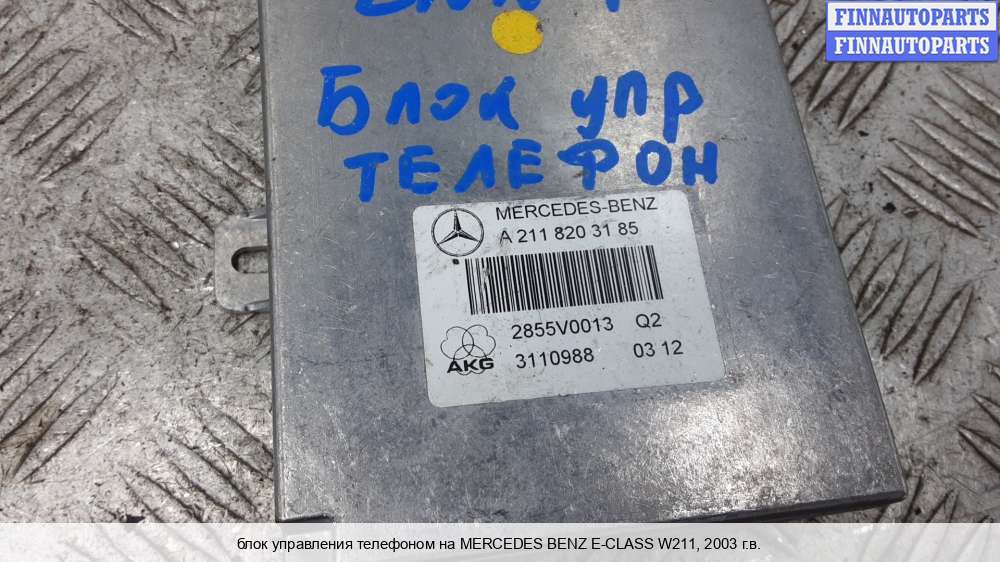 FINNAUTOPARTS
FINNAUTOPARTS
Блок упр
ТЕЛЕФОН
MERCEDES-BENZ
A 211 820 31 85
2855V0013 Q2
AKG 3110988 03 12
блок управления телефоном на MERCEDES BENZ E-CLASS W211, 2003 г.в.